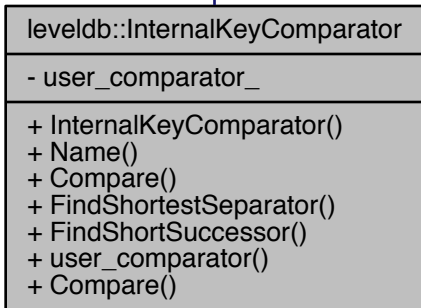 leveldb::InternalKeyComparator
- user_comparator_
+ InternalKeyComparator()
+ Name()
+ Compare()
+ FindShortestSeparator()
+ FindShortSuccessor()
+ user_comparator()
+ Compare()